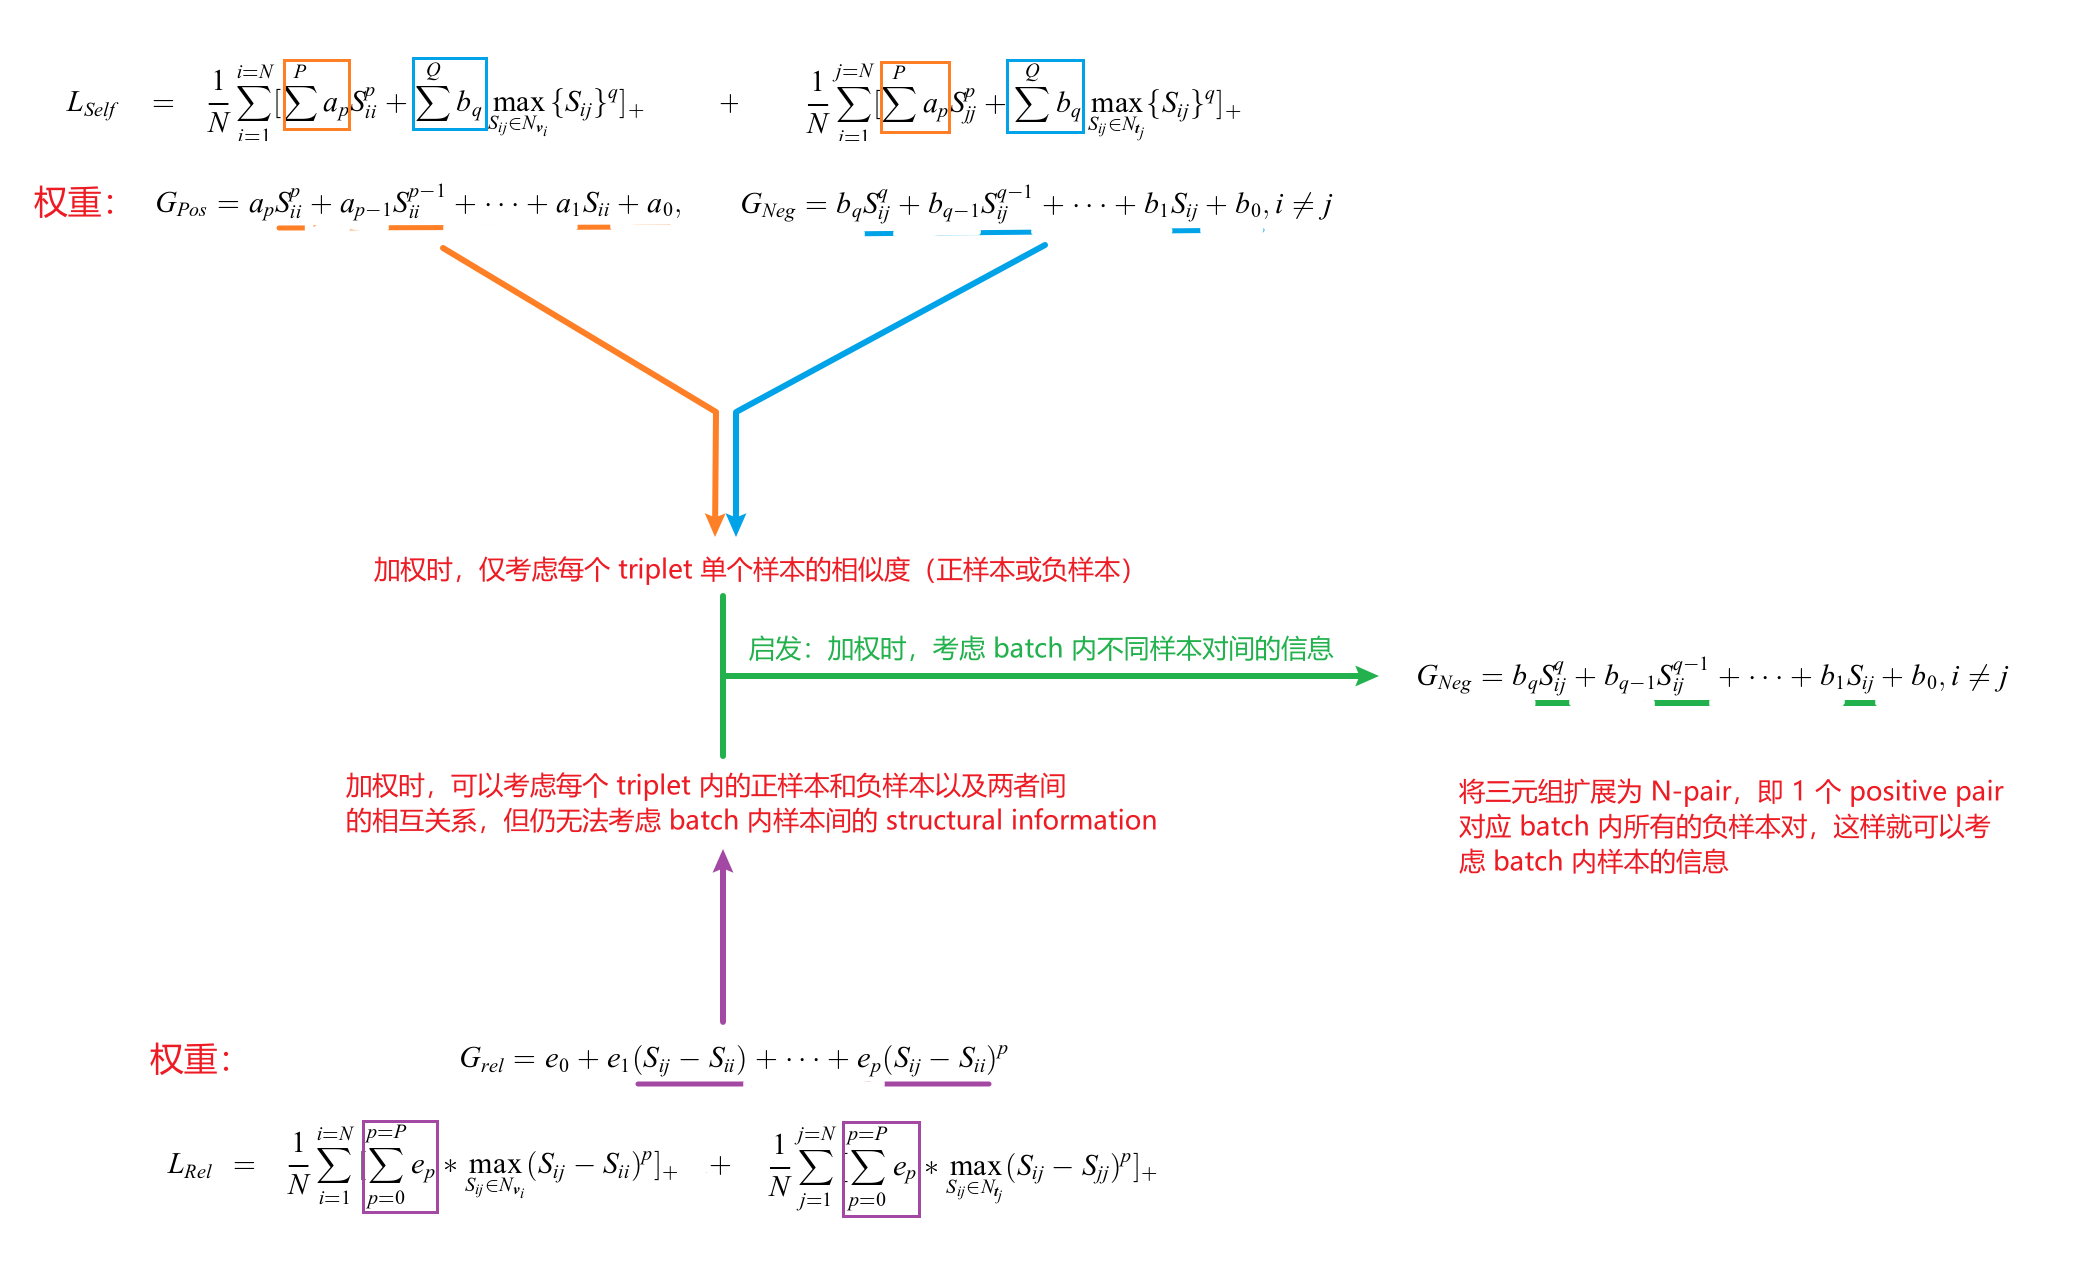 L_{Self} = \frac{1}{N} \sum_{i=1}^{i=N} [\sum^{P} a_p S_{ii}^p + \sum^{Q} b_q \max_{S_{ij} \in N_{v_i}} \{S_{ij}\}^q]_+ + \frac{1}{N} \sum_{i=1}^{j=N} [\sum^{P} a_p S_{jj}^p + \sum^{Q} b_q \max_{S_{ij} \in N_{t_j}} \{S_{ij}\}^q]_+
权重： G_{Pos} = a_p S_{ii}^p + a_{p-1} S_{ii}^{p-1} + ··· + a_1 S_{ii} + a_0, G_{Neg} = b_q S_{ij}^q + b_{q-1} S_{ij}^{q-1} + ··· + b_1 S_{ij} + b_0, i ≠ j
加权时，仅考虑每个 triplet 单个样本的相似度（正样本或负样本）
启发：加权时，考虑 batch 内不同样本对间的信息
G_{Neg} = b_q S_{ij}^q + b_{q-1} S_{ij}^{q-1} + ··· + b_1 S_{ij} + b_0, i ≠ j
加权时，可以考虑每个 triplet 内的正样本和负样本以及两者间
的相互关系，但仍无法考虑 batch 内样本间的 structural information
将三元组扩展为 N-pair，即 1 个 positive pair
对应 batch 内所有的负样本对，这样就可以考
虑 batch 内样本的信息
权重： G_{rel} = e_0 + e_1(S_{ij} − S_{ii}) + ··· + e_p(S_{ij} − S_{ii})^p
L_{Rel} = \frac{1}{N} \sum_{i=1}^{i=N} [\sum_{p=0}^{p=P} e_p * \max_{S_{ij} \in N_{v_i}} (S_{ij} − S_{ii})^p]_+ + \frac{1}{N} \sum_{j=1}^{j=N} [\sum_{p=0}^{p=P} e_p * \max_{S_{ij} \in N_{t_j}} (S_{ij} − S_{jj})^p]_+